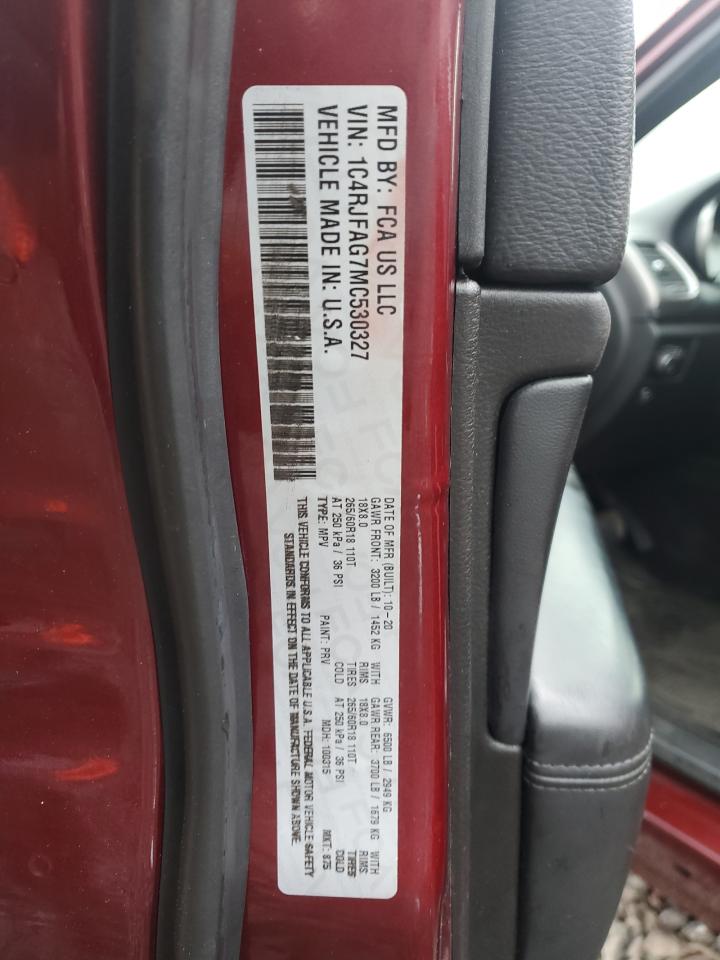 MFD BY: FCA US LLC
VIN: 1C4RJFAG7MC530327
VEHICLE MADE IN: U.S.A.
DATE OF MFR (BUILT): 10-20 GVWR: 6500 LB / 2949 KG
GAWR FRONT: 3200 LB / 1452 KG WITH GAWR REAR: 3700 LB / 1679 KG WITH
18X8.0 RIMS 18X8.0 RIMS:
265/60R18 110T TIRES 265/60R18 110T TIRES
AT 250 kPa / 36 PSI COLD AT 250 kPa / 36 PSI COLD
TYPE: MPV PAINT: PRV MDH: 100315 MKT: 875
THIS VEHICLE CONFORMS TO ALL APPLICABLE U.S.A. FEDERAL MOTOR VEHICLE SAFETY
STANDARDS IN EFFECT ON THE DATE OF MANUFACTURE SHOWN ABOVE.